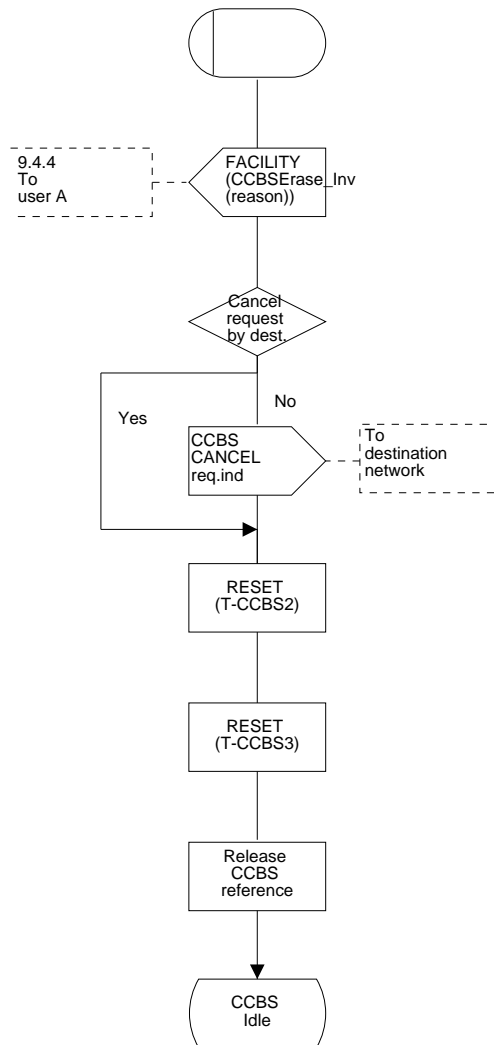 9.4.4
To
user A
FACILITY
(CCBSErase_Inv
(reason))
Cancel
request
by dest.
Yes
No
CCBS
CANCEL
req.ind
To
destination
network
RESET
(T-CCBS2)
RESET
(T-CCBS3)
Release
CCBS
reference
CCBS
Idle